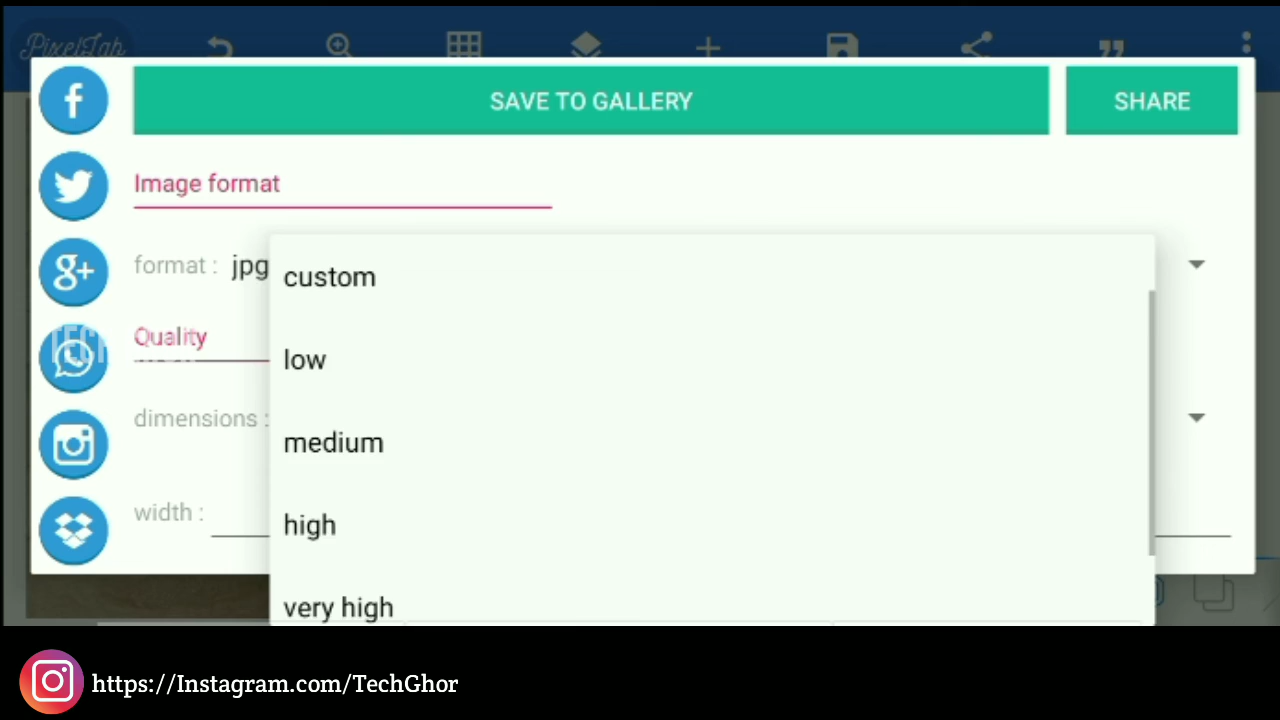 PixelLab
SAVE TO GALLERY
SHARE
Image format
format : jpg
custom
Quality
low
dimensions :
medium
width :
high
very high
https://Instagram.com/TechGhor